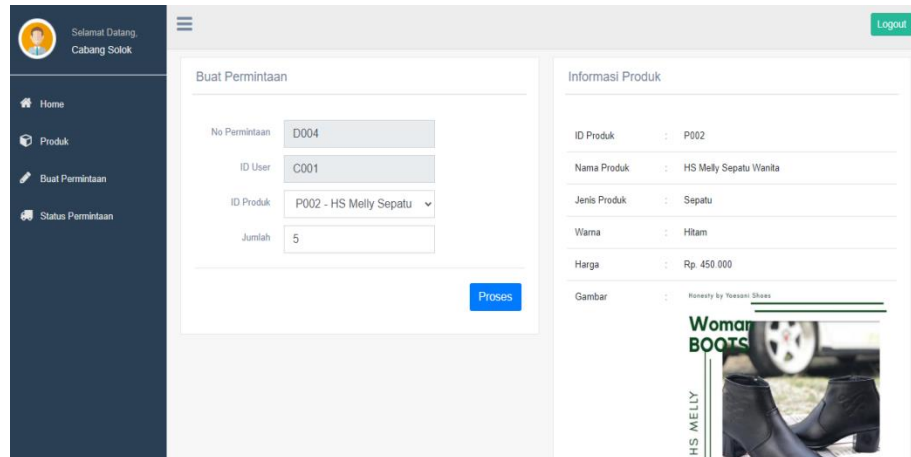 Selamat Datang,
Cabang Solok
Logout
Home
Produk
Buat Permintaan
Status Permintaan
Buat Permintaan
No Permintaan D004
ID User C001
ID Produk P002 - HS Melly Sepatu
Jumlah 5
Proses
Informasi Produk
ID Produk : P002
Nama Produk : HS Melly Sepatu Wanita
Jenis Produk : Sepatu
Warna : Hitam
Harga : Rp. 450.000
Gambar :
Honesty by Yaesani Shoes
Woman
BOOTS
HS MELLY